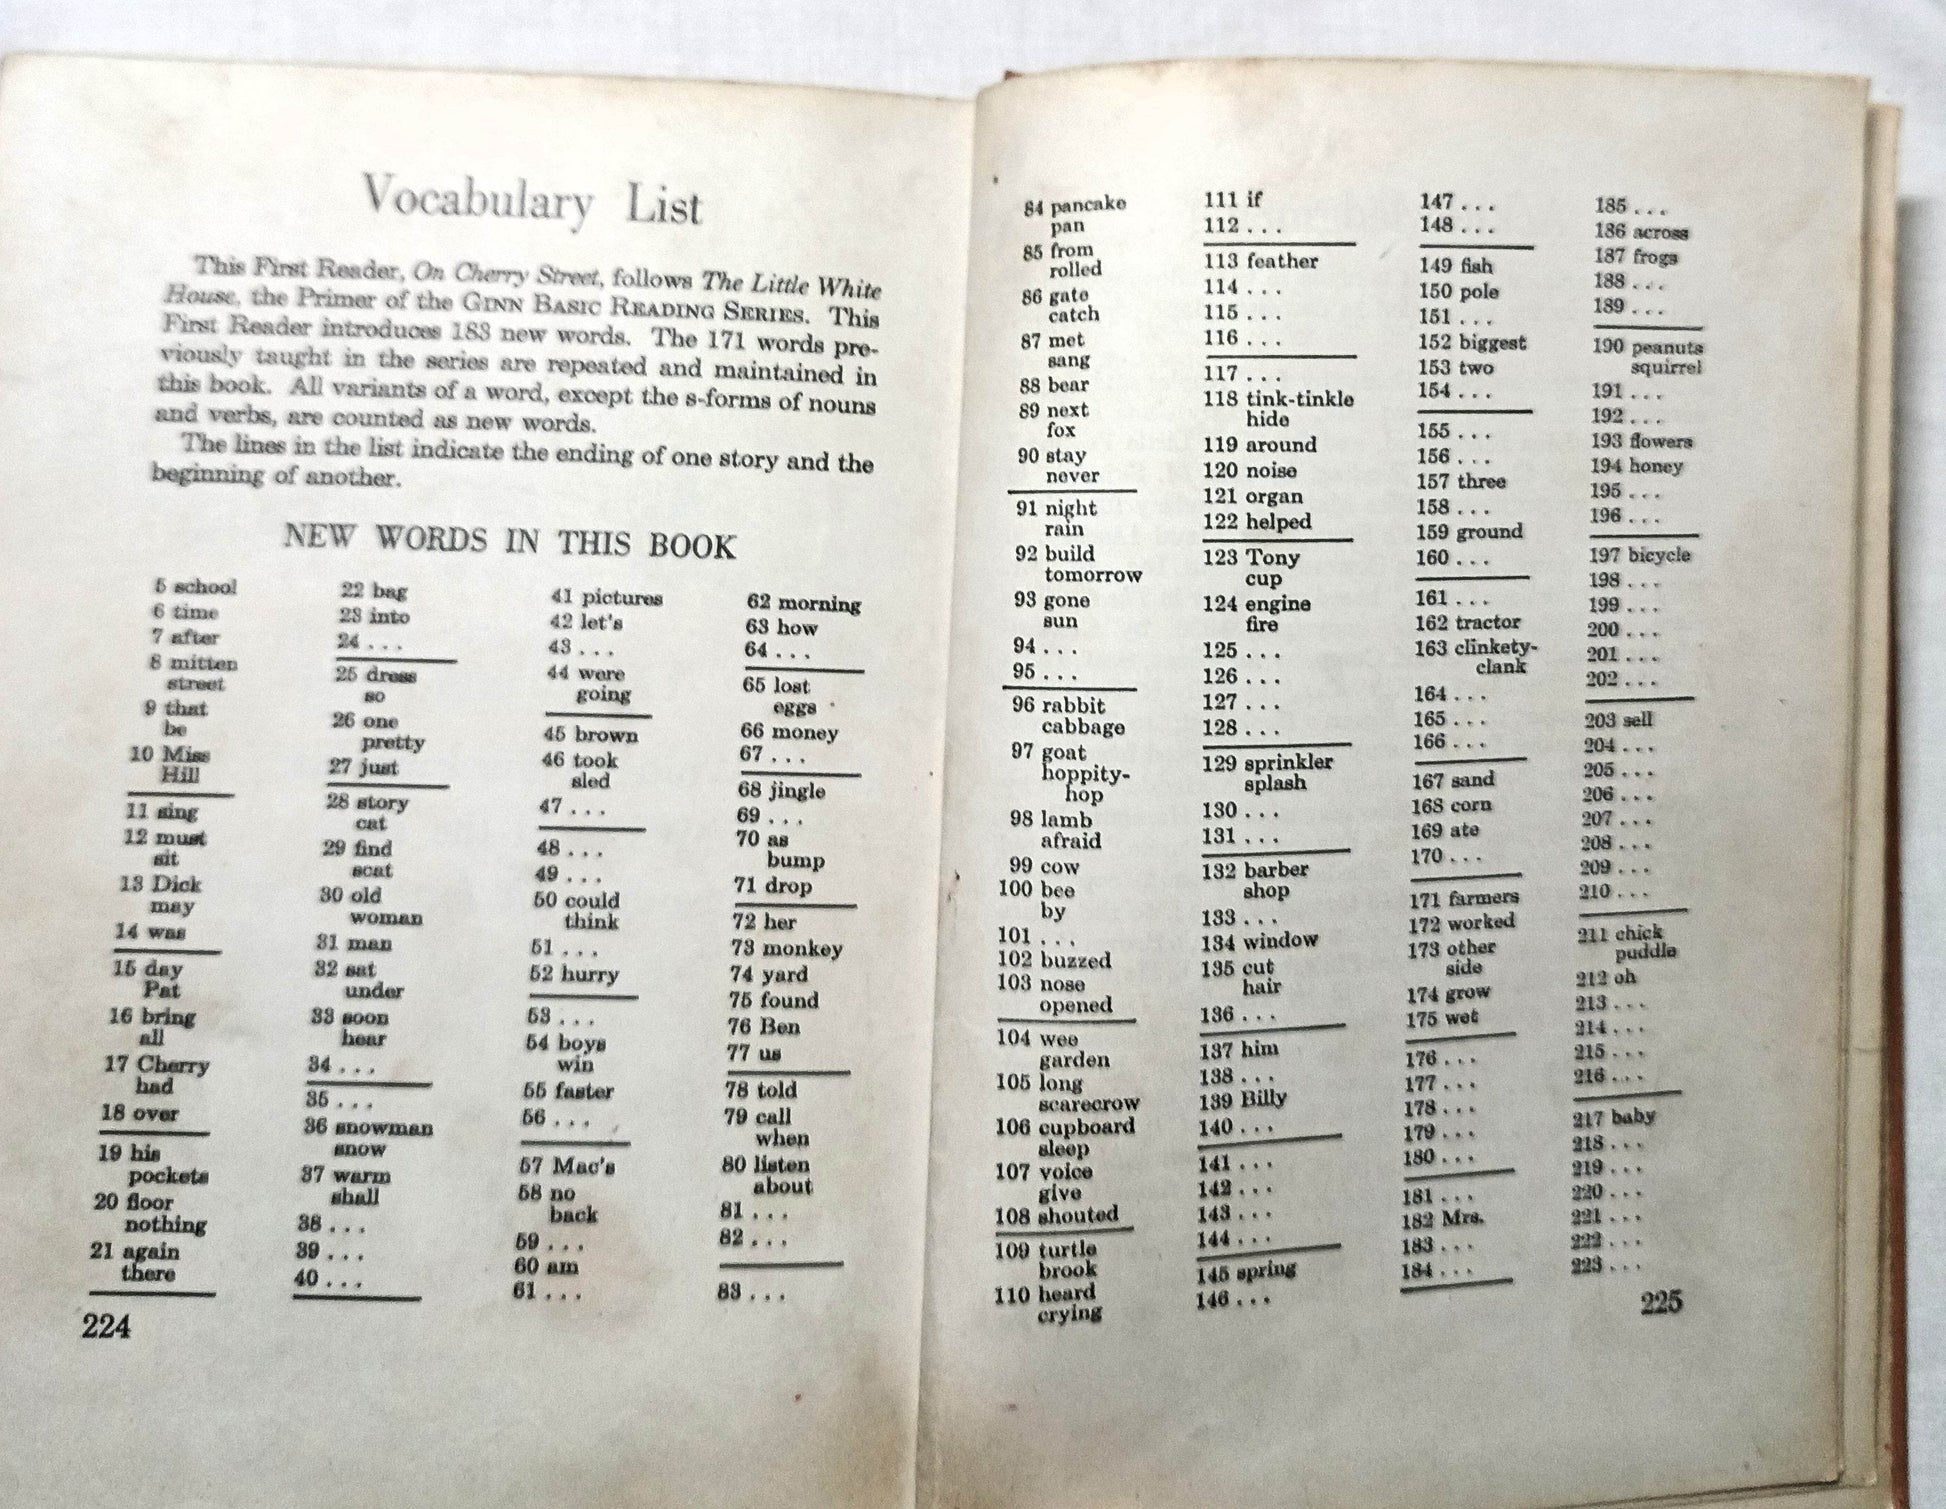 Vocabulary List
This First Reader, On Cherry Street, follows The Little White
House, the Primer of the GINN BASIC READING SERIES. This
First Reader introduces 183 new words. The 171 words pre-
viously taught in the series are repeated and maintained in
this book. All variants of a word, except the s-forms of nouns
and verbs, are counted as new words.
The lines in the list indicate the ending of one story and the
beginning of another.
NEW WORDS IN THIS BOOK
5 school
6 time
7 after
8 mitten
street
9 that
be
10 Miss
Hill
11 sing
12 must
sit
13 Dick
may
14 was
15 day
Pat
16 bring
all
17 Cherry
had
18 over
19 his
pockets
20 floor
nothing
21 again
there
22 bag
23 into
24 . . .
25 dress
so
26 one
pretty
27 just
28 story
cat
29 find
scat
30 old
woman
31 man
32 sat
under
33 soon
hear
34 . . .
35 . . .
36 snowman
snow
37 warm
shall
38 . . .
39 . . .
40 . . .
41 pictures
42 let's
43 . . .
44 were
going
45 brown
46 took
sled
47 . . .
48 . . .
49 . . .
50 could
think
51 . . .
52 hurry
53 . . .
54 boys
win
55 faster
56 . . .
57 Mac's
58 no
back
59 . . .
60 am
61 . . .
62 morning
63 how
64 . . .
65 lost
eggs
66 money
67 . . .
68 jingle
69 . . .
70 as
bump
71 drop
72 her
73 monkey
74 yard
75 found
76 Ben
77 us
78 told
79 call
when
80 listen
about
81 . . .
82 . . .
83 . . .
224
84 pancake
pan
85 from
rolled
86 gate
catch
87 met
sang
88 bear
89 next
fox
90 stay
never
91 night
rain
92 build
tomorrow
93 gone
sun
94 . . .
95 . . .
96 rabbit
cabbage
97 goat
hoppity-
hop
98 lamb
afraid
99 cow
100 bee
by
101 . . .
102 buzzed
103 nose
opened
104 wee
garden
105 long
scarecrow
106 cupboard
sleep
107 voice
give
108 shouted
109 turtle
brook
110 heard
crying
111 if
112 . . .
113 feather
114 . . .
115 . . .
116 . . .
117 . . .
118 tink-tinkle
hide
119 around
120 noise
121 organ
122 helped
123 Tony
cup
124 engine
fire
125 . . .
126 . . .
127 . . .
128 . . .
129 sprinkler
splash
130 . . .
131 . . .
132 barber
shop
133 . . .
134 window
135 cut
hair
136 . . .
137 him
138 . . .
139 Billy
140 . . .
141 . . .
142 . . .
143 . . .
144 . . .
145 spring
146 . . .
147 . . .
148 . . .
149 fish
150 pole
151 . . .
152 biggest
153 two
154 . . .
155 . . .
156 . . .
157 three
158 . . .
159 ground
160 . . .
161 . . .
162 tractor
163 clinkety-
clank
164 . . .
165 . . .
166 . . .
167 sand
168 corn
169 ate
170 . . .
171 farmers
172 worked
173 other
side
174 grow
175 wet
176 . . .
177 . . .
178 . . .
179 . . .
180 . . .
181 . . .
182 Mrs.
183 . . .
184 . . .
185 . . .
186 across
187 frogs
188 . . .
189 . . .
190 peanuts
squirrel
191 . . .
192 . . .
193 flowers
194 honey
195 . . .
196 . . .
197 bicycle
198 . . .
199 . . .
200 . . .
201 . . .
202 . . .
203 sell
204 . . .
205 . . .
206 . . .
207 . . .
208 . . .
209 . . .
210 . . .
211 chick
puddle
212 oh
213 . . .
214 . . .
215 . . .
216 . . .
217 baby
218 . . .
219 . . .
220 . . .
221 . . .
222 . . .
223 . . .
225